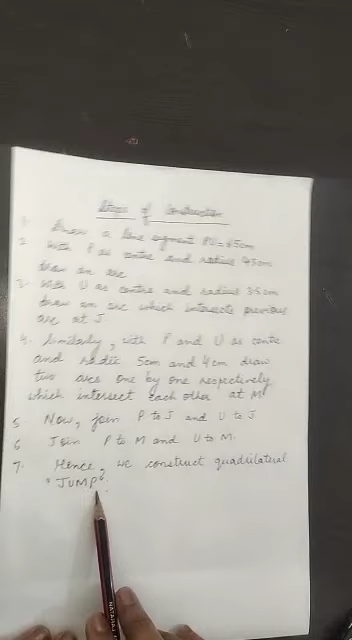 Steps of Construction
1. Draw a line segment PU = 6.5cm
2. With P as centre and radius 4.5cm
draw an arc
3. With U as centre and radius 3.5cm
draw an arc which intersects previous
arc at J.
4. Similarly, with P and U as centre
and radii 5cm and 4cm draw
two arcs one by one respectively
which intersect each other at M
5. Now, join P to J and U to J
6 Join P to M and U to M.
7. Hence, we construct quadrilateral
"JUMP".